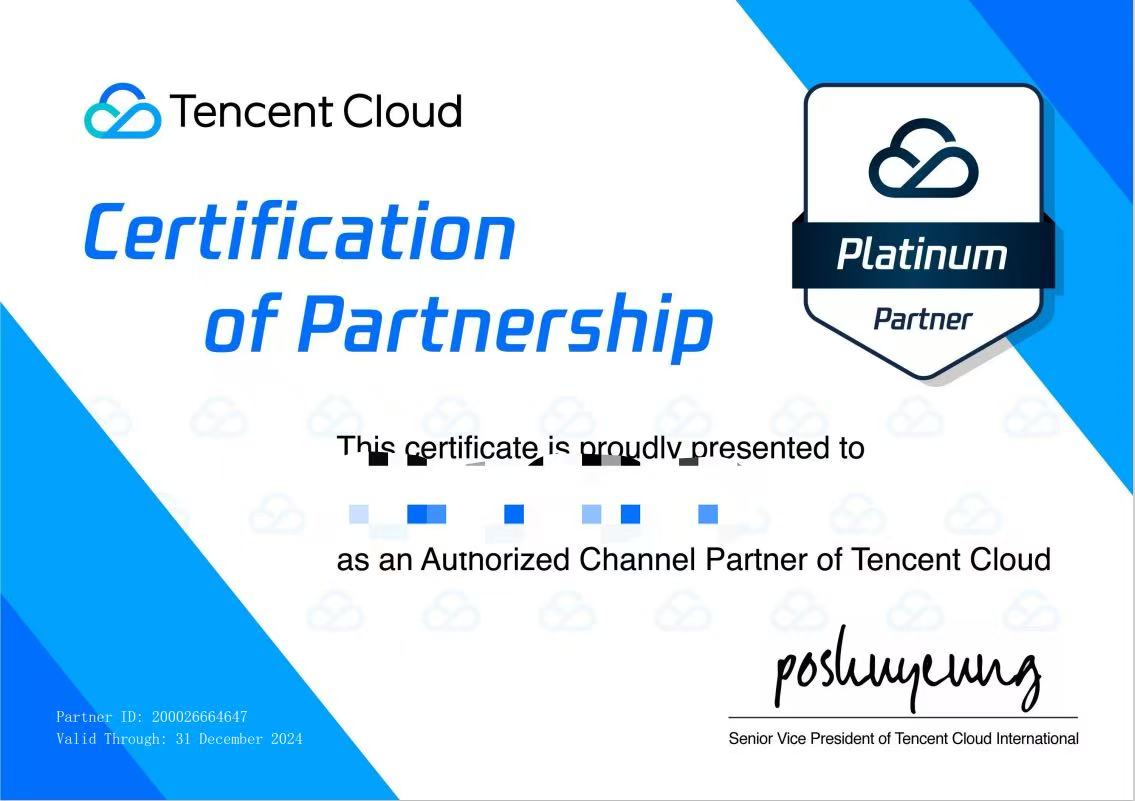 Tencent Cloud
Certification
of Partnership
Platinum
Partner
This certificate is proudly presented to
as an Authorized Channel Partner of Tencent Cloud
poshuyeung
Senior Vice President of Tencent Cloud International
Partner ID: 200026664647
Valid Through: 31 December 2024